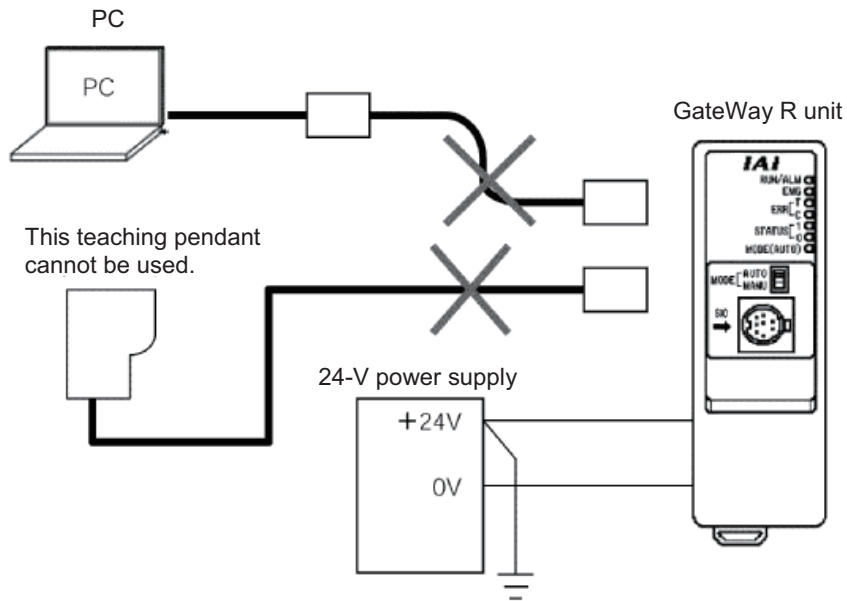 PC
PC
GateWay R unit
This teaching pendant
cannot be used.
24-V power supply
+24V
0V
IAI
RUN/ALM
EMG
ERR T
C
STATUS 1
0
MODE(AUTO)
MODE AUTO
MANU
SIO